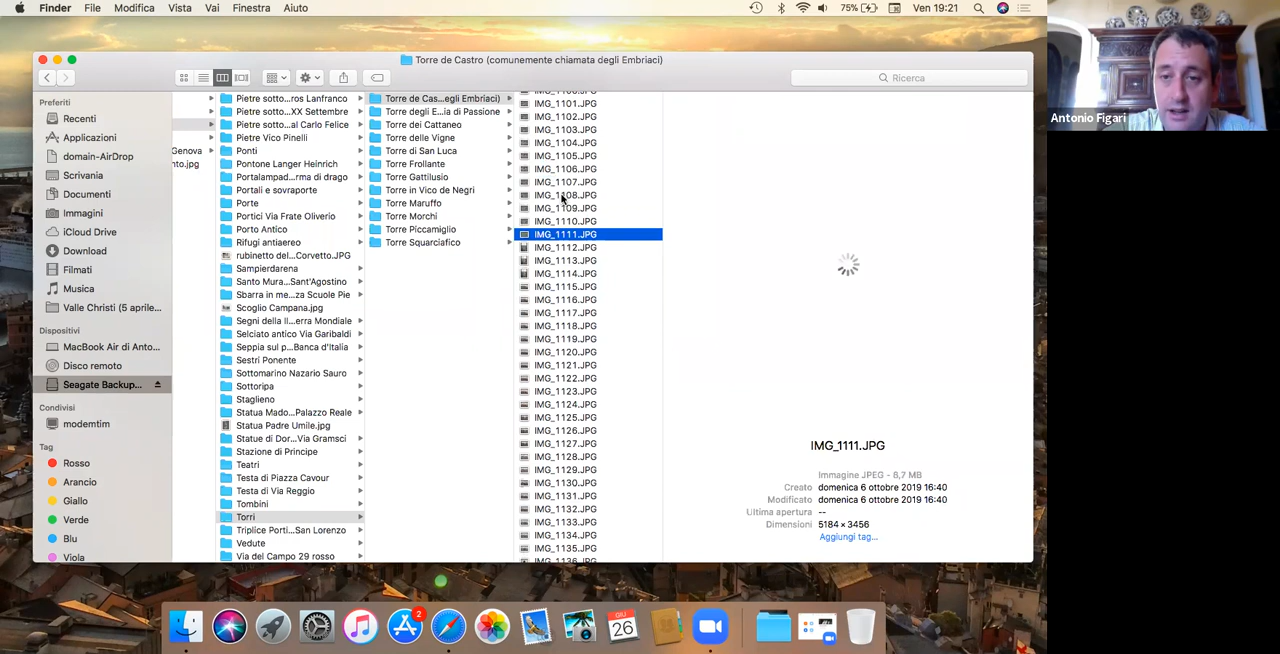 Finder File Modifica Vista Vai Finestra Aiuto 75% Ven 19:21
Torre de Castro (comunemente chiamata degli Embriaci)
Ricerca
Preferiti
Recenti
Applicazioni
domain-AirDrop
Scrivania
Documenti
Immagini
iCloud Drive
Download
Filmati
Musica
Valle Christi (5 aprile...
Dispositivi
MacBook Air di Anto...
Disco remoto
Seagate Backup...
Condivisi
modemtim
Tag
Rosso
Arancio
Giallo
Verde
Blu
Viola
Genova
nto.jpg
Pietre sotto...ros Lanfranco
Pietre sotto...XX Settembre
Pietre sotto...al Carlo Felice
Pietre Vico Pinelli
Ponti
Pontone Langer Heinrich
Portalampad...rma di drago
Portali e sovraporte
Porte
Portici Via Frate Oliverio
Porto Antico
Rifugi antiaereo
rubinetto del...Corvetto.JPG
Sampierdarena
Santo Mura...Sant'Agostino
Sbarra in me...za Scuole Pie
Scoglio Campana.jpg
Segni della II...erra Mondiale
Selciato antico Via Garibaldi
Seppia sul p...Banca d'Italia
Sestri Ponente
Sottomarino Nazario Sauro
Sottoripa
Staglieno
Statua Mado...Palazzo Reale
Statua Padre Umile.jpg
Statue di Dor...Via Gramsci
Stazione di Principe
Teatri
Testa di Piazza Cavour
Testa di Via Reggio
Tombini
Torri
Triplice Porti...San Lorenzo
Vedute
Via del Campo 29 rosso
Torre de Cas...egli Embriaci)
Torre degli E...ia di Passione
Torre dei Cattaneo
Torre delle Vigne
Torre di San Luca
Torre Frollante
Torre Gattilusio
Torre in Vico de Negri
Torre Maruffo
Torre Morchi
Torre Piccamiglio
Torre Squarciafico
IMG_1101.JPG
IMG_1102.JPG
IMG_1103.JPG
IMG_1104.JPG
IMG_1105.JPG
IMG_1106.JPG
IMG_1107.JPG
IMG_1108.JPG
IMG_1109.JPG
IMG_1110.JPG
IMG_1111.JPG
IMG_1112.JPG
IMG_1113.JPG
IMG_1114.JPG
IMG_1115.JPG
IMG_1116.JPG
IMG_1117.JPG
IMG_1118.JPG
IMG_1119.JPG
IMG_1120.JPG
IMG_1121.JPG
IMG_1122.JPG
IMG_1123.JPG
IMG_1124.JPG
IMG_1125.JPG
IMG_1126.JPG
IMG_1127.JPG
IMG_1128.JPG
IMG_1129.JPG
IMG_1130.JPG
IMG_1131.JPG
IMG_1132.JPG
IMG_1133.JPG
IMG_1134.JPG
IMG_1135.JPG
IMG_1136.JPG
IMG_1111.JPG
Immagine JPEG - 8,7 MB
Creato domenica 6 ottobre 2019 16:40
Modificato domenica 6 ottobre 2019 16:40
Ultima apertura --
Dimensioni 5184 × 3456
Aggiungi tag...
Antonio Figari
2
GIU
26